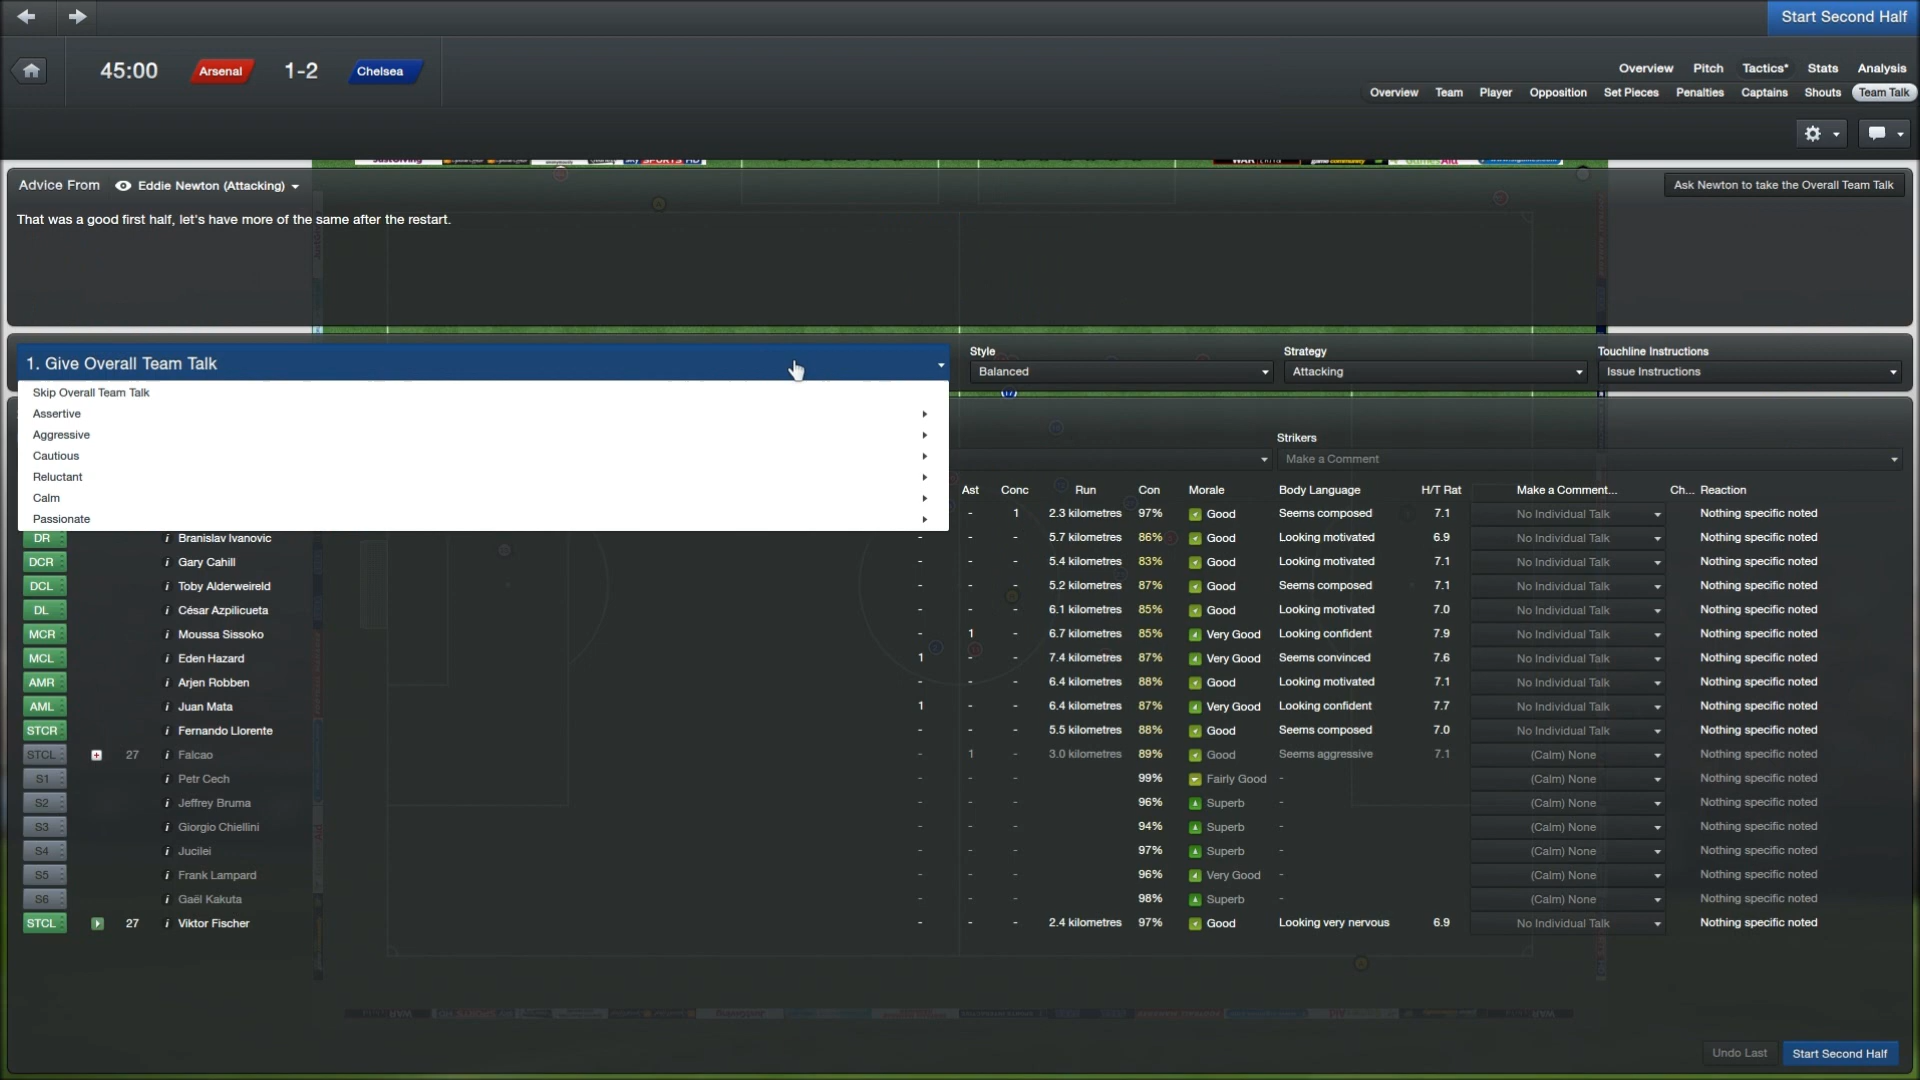 Start Second Half
45:00 Arsenal 1-2 Chelsea
Overview Pitch Tactics* Stats Analysis
Overview Team Player Opposition Set Pieces Penalties Captains Shouts Team Talk
Advice From Eddie Newton (Attacking)
Ask Newton to take the Overall Team Talk
That was a good first half, let's have more of the same after the restart.
1. Give Overall Team Talk
Style Strategy Touchline Instructions
Balanced Attacking Issue Instructions
Skip Overall Team Talk
Assertive
Aggressive
Cautious
Reluctant
Calm
Passionate
Strikers
Make a Comment
Ast Conc Run Con Morale Body Language H/T Rat Make a Comment... Ch... Reaction
- 1 2.3 kilometres 97% Good Seems composed 7.1 No Individual Talk Nothing specific noted
DR i Branislav Ivanovic - - - 5.7 kilometres 86% Good Looking motivated 6.9 No Individual Talk Nothing specific noted
DCR i Gary Cahill - - - 5.4 kilometres 83% Good Looking motivated 7.1 No Individual Talk Nothing specific noted
DCL i Toby Alderweireld - - - 5.2 kilometres 87% Good Seems composed 7.1 No Individual Talk Nothing specific noted
DL i César Azpilicueta - - - 6.1 kilometres 85% Good Looking motivated 7.0 No Individual Talk Nothing specific noted
MCR i Moussa Sissoko - 1 - 6.7 kilometres 85% Very Good Looking confident 7.9 No Individual Talk Nothing specific noted
MCL i Eden Hazard 1 - - 7.4 kilometres 87% Very Good Seems convinced 7.6 No Individual Talk Nothing specific noted
AMR i Arjen Robben - - - 6.4 kilometres 88% Good Looking motivated 7.1 No Individual Talk Nothing specific noted
AML i Juan Mata 1 - - 6.4 kilometres 87% Very Good Looking confident 7.7 No Individual Talk Nothing specific noted
STCR i Fernando Llorente - - - 5.5 kilometres 88% Good Seems composed 7.0 No Individual Talk Nothing specific noted
STCL 27 i Falcao - 1 - 3.0 kilometres 89% Good Seems aggressive 7.1 (Calm) None Nothing specific noted
S1 i Petr Cech - - - 99% Fairly Good - (Calm) None Nothing specific noted
S2 i Jeffrey Bruma - - - 96% Superb - (Calm) None Nothing specific noted
S3 i Giorgio Chiellini - - - 94% Superb - (Calm) None Nothing specific noted
S4 i Jucilei - - - 97% Superb - (Calm) None Nothing specific noted
S5 i Frank Lampard - - - 96% Very Good - (Calm) None Nothing specific noted
S6 i Gaël Kakuta - - - 98% Superb - (Calm) None Nothing specific noted
STCL 27 i Viktor Fischer - - - 2.4 kilometres 97% Good Looking very nervous 6.9 No Individual Talk Nothing specific noted
Undo Last Start Second Half